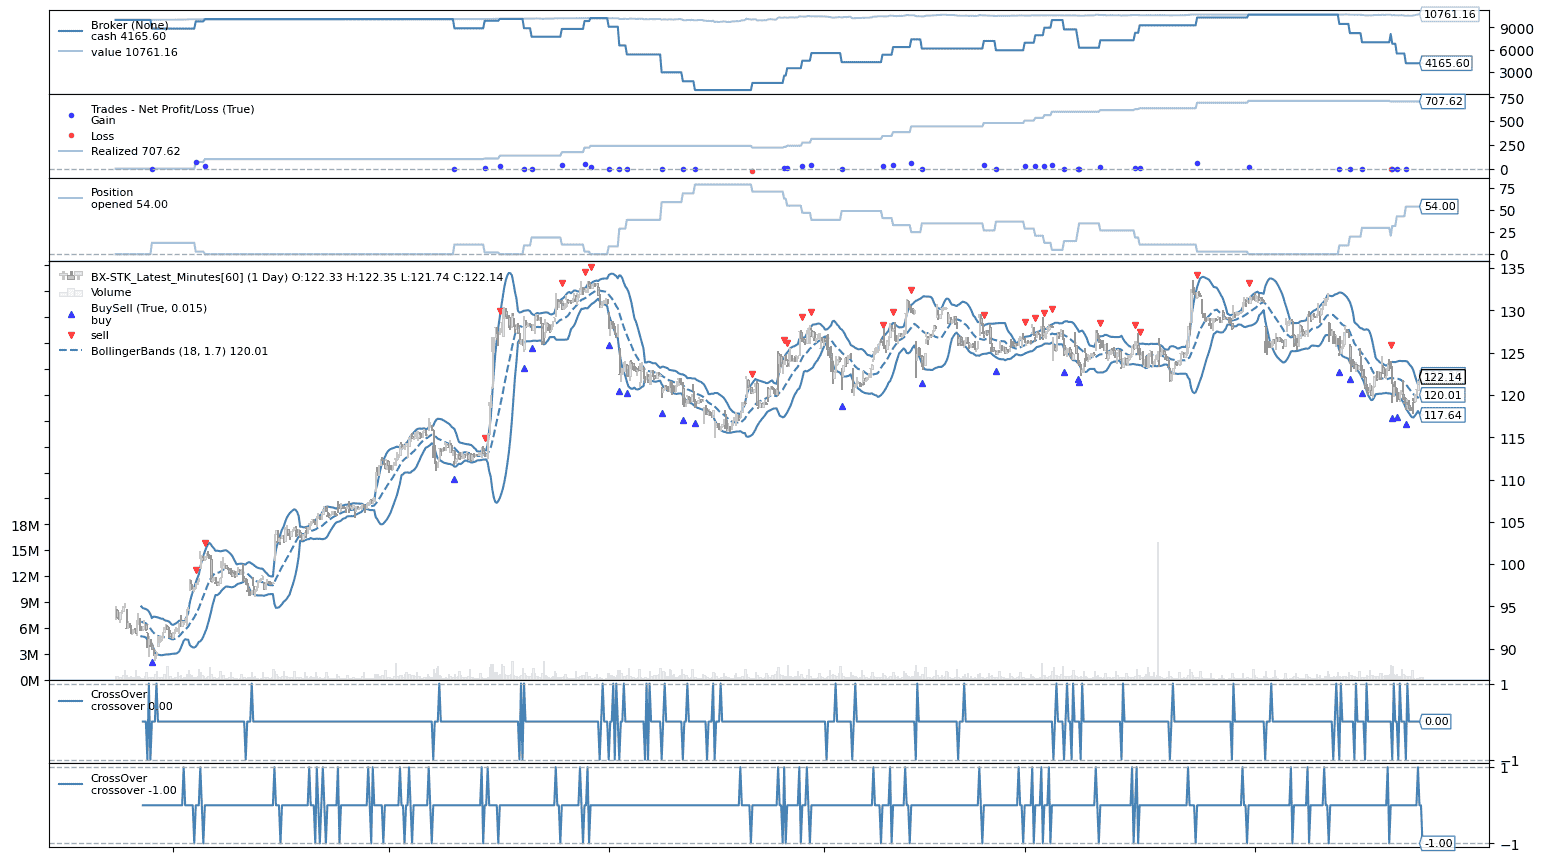 Broker (None)
cash 4165.60
value 10761.16
10761.16
9000
6000
4165.60
3000
Trades - Net Profit/Loss (True)
Gain
Loss
Realized 707.62
750
707.62
500
250
0
Position
opened 54.00
75
54.00
50
25
0
BX-STK_Latest_Minutes[60] (1 Day) O:122.33 H:122.35 L:121.74 C:122.14
Volume
BuySell (True, 0.015)
buy
sell
BollingerBands (18, 1.7) 120.01
135
130
125
122.14
120.01
120
117.64
115
110
105
100
95
90
18M
15M
12M
9M
6M
3M
0M
CrossOver
crossover 0.00
1
0.00
−1
CrossOver
crossover -1.00
1
-1.00
−1